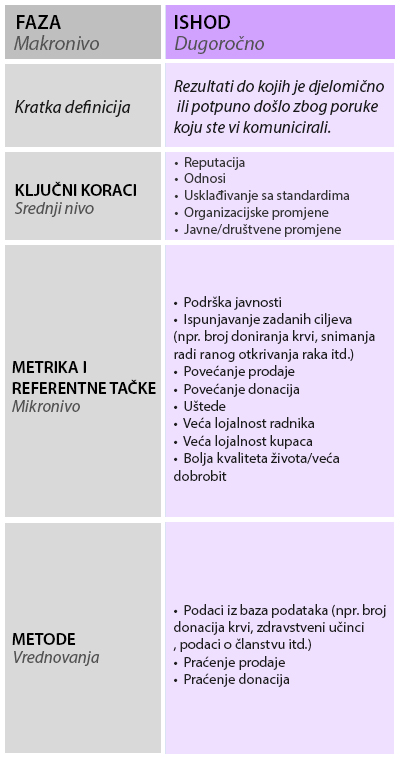 FAZA
Makronivo
ISHOD
Dugoročno
Kratka definicija
Rezultati do kojih je djelomično
ili potpuno došlo zbog poruke
koju ste vi komunicirali.
KLJUČNI KORACI
Srednji nivo
• Reputacija
• Odnosi
• Usklađivanje sa standardima
• Organizacijske promjene
• Javne/društvene promjene
METRIKA I
REFERENTNE TAČKE
Mikronivo
• Podrška javnosti
• Ispunjavanje zadanih ciljeva
(npr. broj doniranja krvi, snimanja
radi ranog otkrivanja raka itd.)
• Povećanje prodaje
• Povećanje donacija
• Uštede
• Veća lojalnost radnika
• Veća lojalnost kupaca
• Bolja kvaliteta života/veća
dobrobit
METODE
Vrednovanja
• Podaci iz baza podataka (npr. broj
donacija krvi, zdravstveni učinci
, podaci o članstvu itd.)
• Praćenje prodaje
• Praćenje donacija